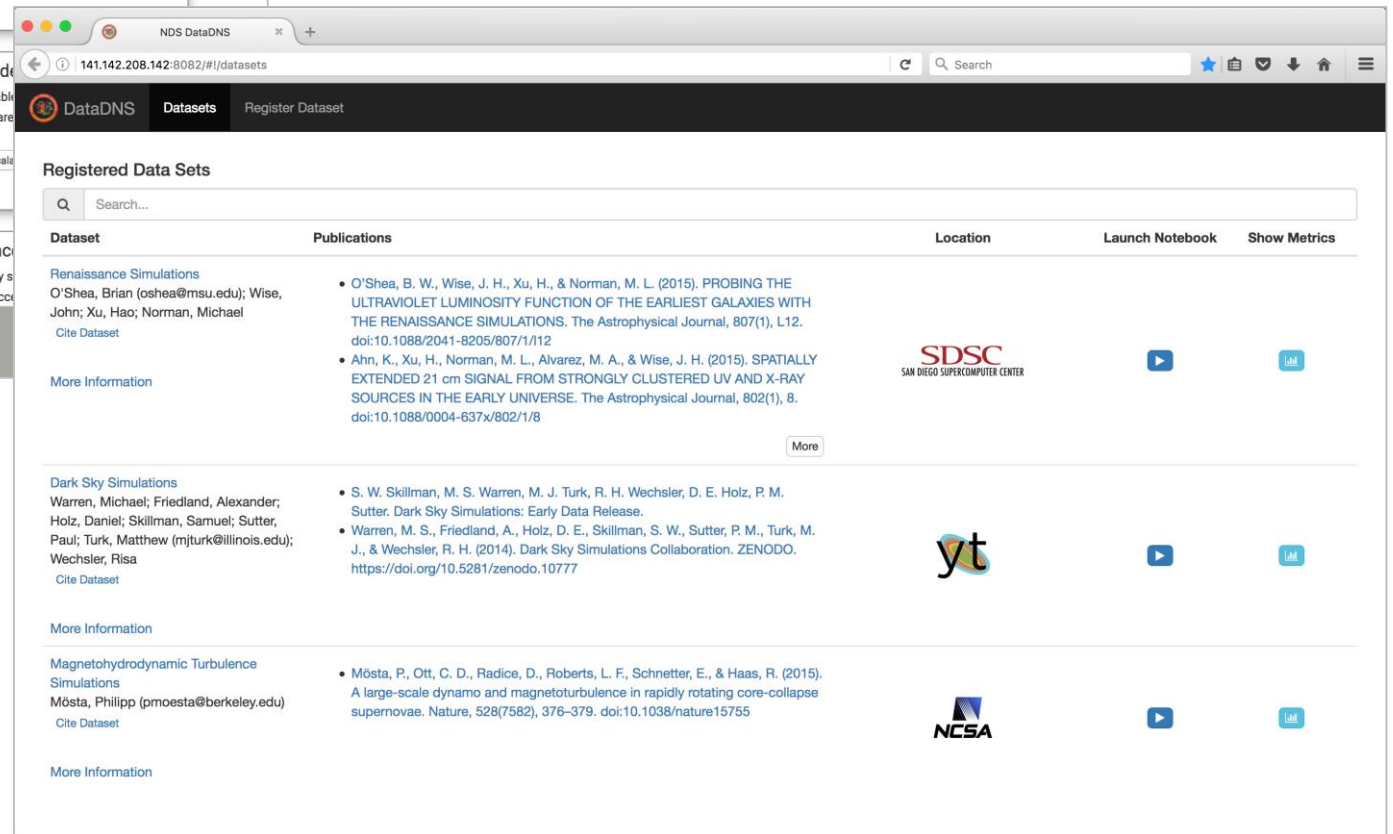 NDS DataDNS
141.142.208.142:8082/#!/datasets
Search
DataDNS
Datasets
Register Dataset
Registered Data Sets
Search...
Dataset
Publications
Location
Launch Notebook
Show Metrics
Renaissance Simulations
O'Shea, Brian (oshea@msu.edu); Wise,
John; Xu, Hao; Norman, Michael
Cite Dataset
More Information
• O'Shea, B. W., Wise, J. H., Xu, H., & Norman, M. L. (2015). PROBING THE
ULTRAVIOLET LUMINOSITY FUNCTION OF THE EARLIEST GALAXIES WITH
THE RENAISSANCE SIMULATIONS. The Astrophysical Journal, 807(1), L12.
doi:10.1088/2041-8205/807/1/l12
• Ahn, K., Xu, H., Norman, M. L., Alvarez, M. A., & Wise, J. H. (2015). SPATIALLY
EXTENDED 21 cm SIGNAL FROM STRONGLY CLUSTERED UV AND X-RAY
SOURCES IN THE EARLY UNIVERSE. The Astrophysical Journal, 802(1), 8.
doi:10.1088/0004-637x/802/1/8
More
SDSC
SAN DIEGO SUPERCOMPUTER CENTER
Dark Sky Simulations
Warren, Michael; Friedland, Alexander;
Holz, Daniel; Skillman, Samuel; Sutter,
Paul; Turk, Matthew (mjturk@illinois.edu);
Wechsler, Risa
Cite Dataset
More Information
• S. W. Skillman, M. S. Warren, M. J. Turk, R. H. Wechsler, D. E. Holz, P. M.
Sutter. Dark Sky Simulations: Early Data Release.
• Warren, M. S., Friedland, A., Holz, D. E., Skillman, S. W., Sutter, P. M., Turk, M.
J., & Wechsler, R. H. (2014). Dark Sky Simulations Collaboration. ZENODO.
https://doi.org/10.5281/zenodo.10777
yt
Magnetohydrodynamic Turbulence
Simulations
Mösta, Philipp (pmoesta@berkeley.edu)
Cite Dataset
More Information
• Mösta, P., Ott, C. D., Radice, D., Roberts, L. F., Schnetter, E., & Haas, R. (2015).
A large-scale dynamo and magnetoturbulence in rapidly rotating core-collapse
supernovae. Nature, 528(7582), 376–379. doi:10.1038/nature15755
NCSA